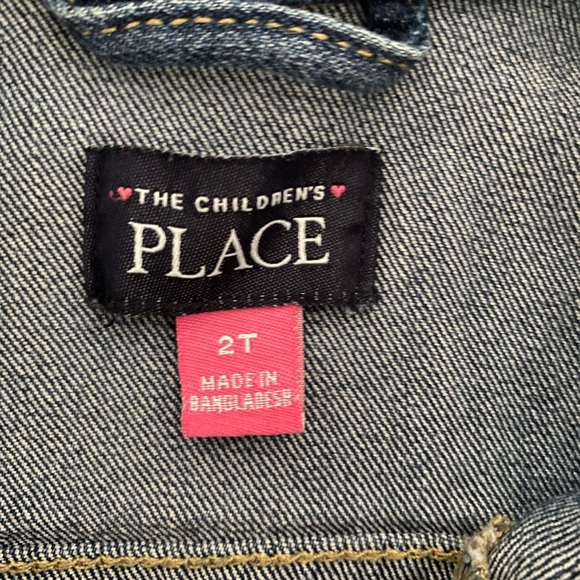 THE CHILDREN'S
PLACE
2T
MADE IN
BANGLADESH